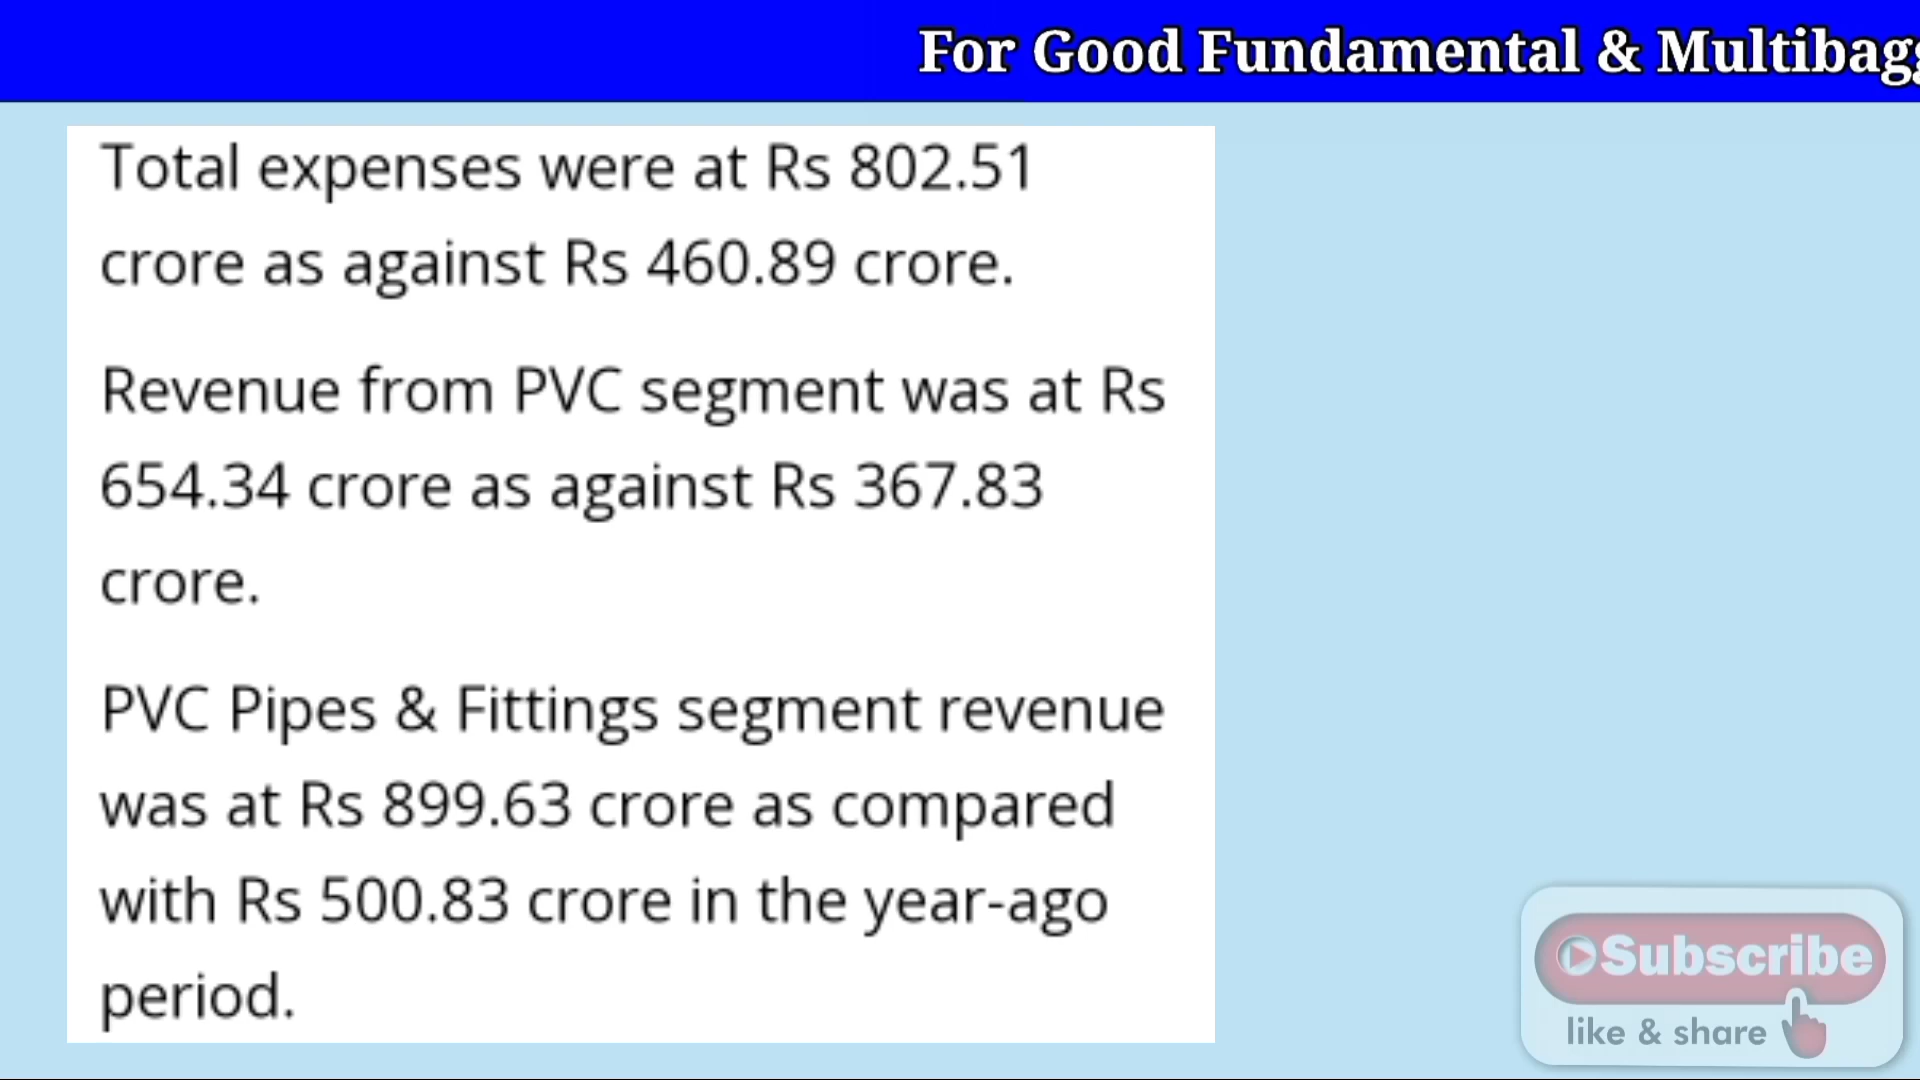 For Good Fundamental &
Total expenses were at Rs 802.51
crore as against Rs 460.89 crore.
Revenue from PVC segment was at Rs
654.34 crore as against Rs 367.83
crore.
PVC Pipes & Fittings segment revenue
was at Rs 899.63 crore as compared
with Rs 500.83 crore in the year-ago
period.
Subscribe
like & share